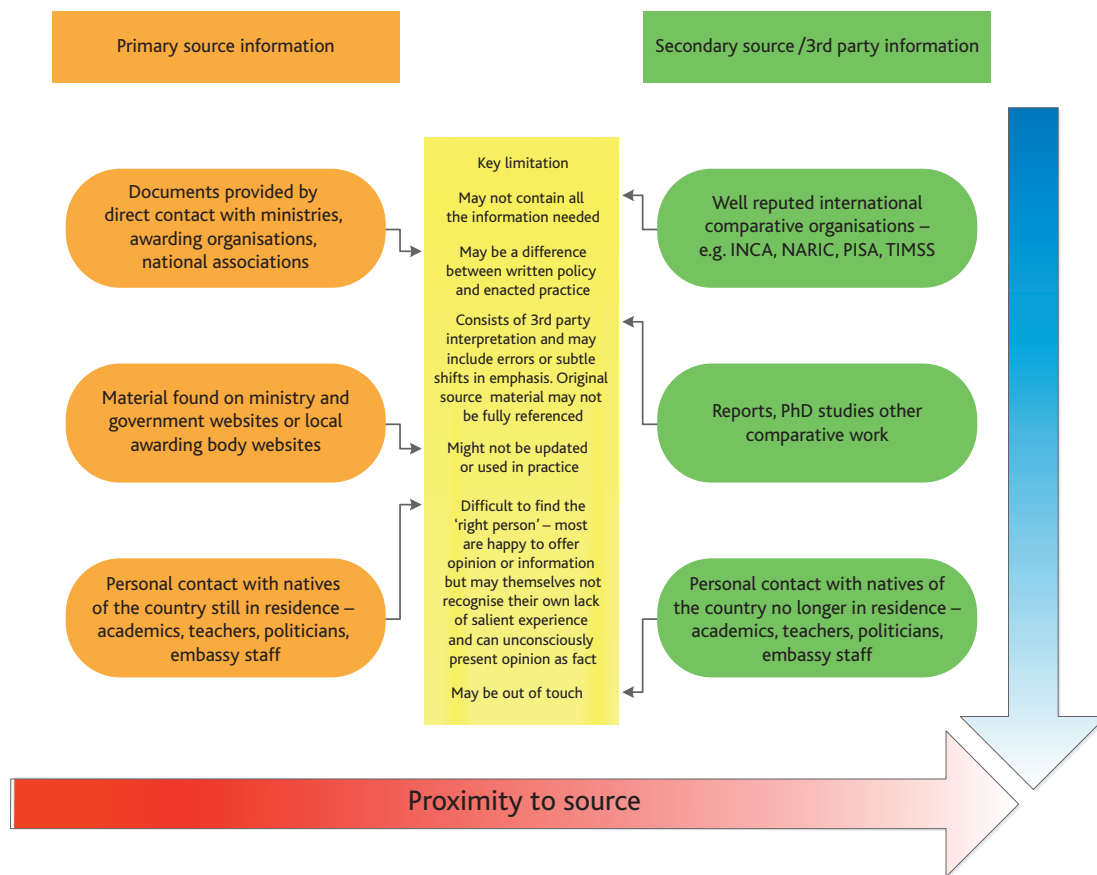 Primary source information
Secondary source /3rd party information
Documents provided by
direct contact with ministries,
awarding organisations,
national associations
Material found on ministry and
government websites or local
awarding body websites
Personal contact with natives
of the country still in residence –
academics, teachers, politicians,
embassy staff
Key limitation
May not contain all
the information needed
May be a difference
between written policy
and enacted practice
Consists of 3rd party
interpretation and may
include errors or subtle
shifts in emphasis. Original
source material may not
be fully referenced
Might not be updated
or used in practice
Difficult to find the
‘right person’ – most
are happy to offer
opinion or information
but may themselves not
recognise their own lack
of salient experience
and can unconsciously
present opinion as fact
May be out of touch
Well reputed international
comparative organisations –
e.g. INCA, NARIC, PISA, TIMSS
Reports, PhD studies other
comparative work
Personal contact with natives of
the country no longer in residence –
academics, teachers, politicians,
embassy staff
Proximity to source